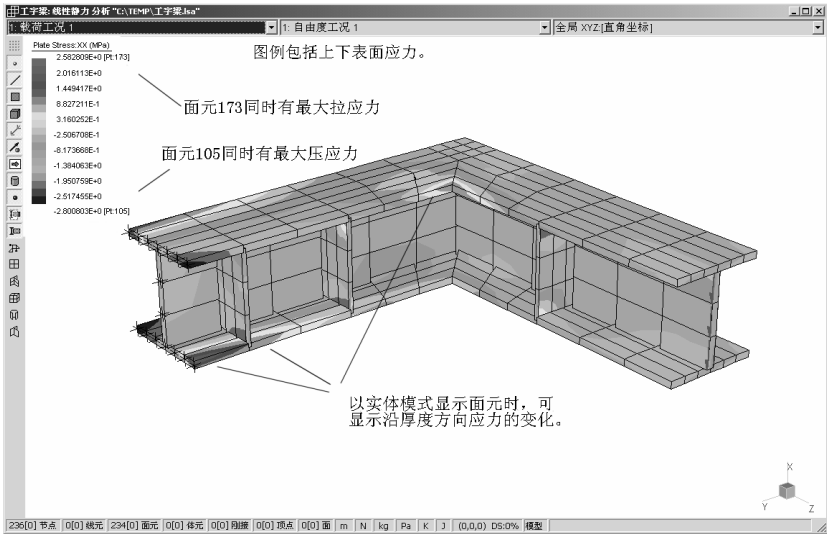 工字梁: 线性静力 分析 "C:\TEMP\工字梁.lsa"
1: 载荷工况 1
1: 自由度工况 1
全局 XYZ:[直角坐标]
Plate Stress:XX (MPa)
2.582809E+0 [Pt:173]
2.016113E+0
1.449417E+0
8.827211E-1
3.160252E-1
-2.506708E-1
-8.173668E-1
-1.384063E+0
-1.950759E+0
-2.517455E+0
-2.800803E+0 [Pt:105]
图例包括上下表面应力。
面元173同时有最大拉应力
面元105同时有最大压应力
以实体模式显示面元时，可
显示沿厚度方向应力的变化。
X
Y
Z
236[0] 节点 0[0] 线元 234[0] 面元 0[0] 体元 0[0] 刚接 0[0] 顶点 0[0] 面 m N kg Pa K J (0,0,0) DS:0% 模型